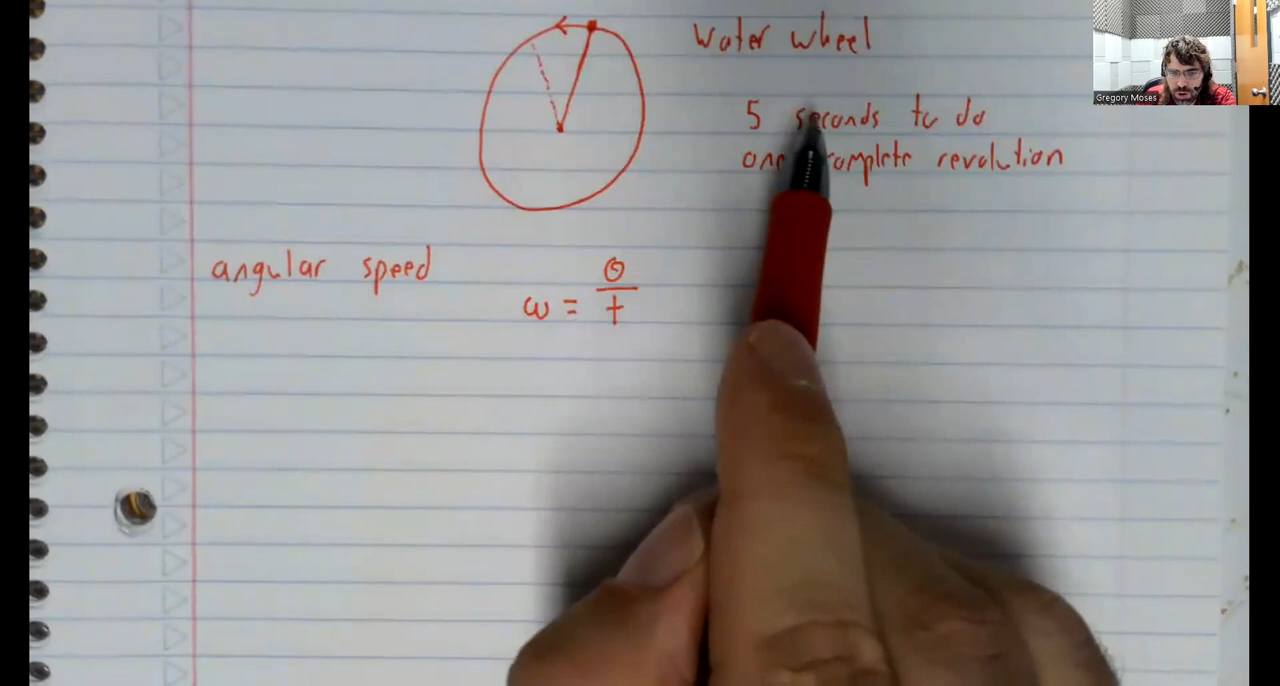 Water wheel
Gregory Moses
5 seconds to do
one complete revolution
angular speed
ω = θ / t